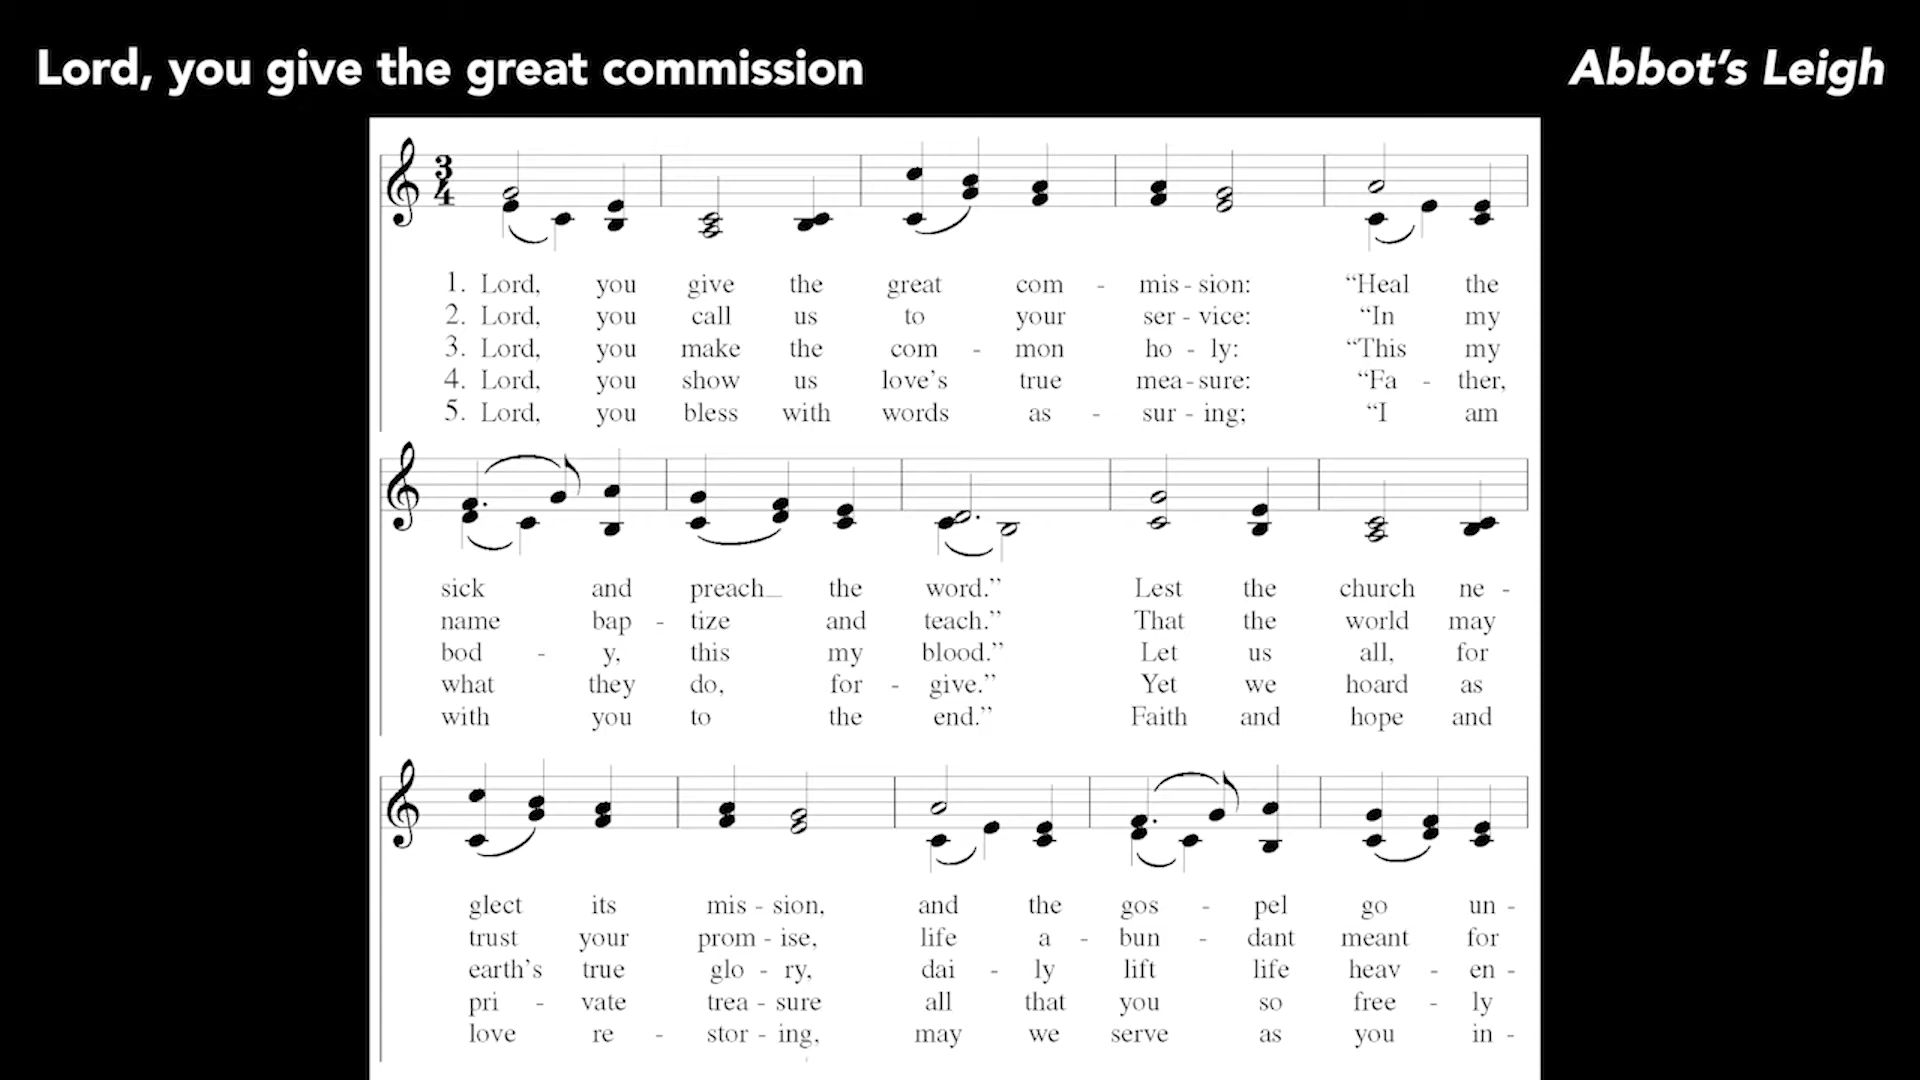 Lord, you give the great commission
Abbot's Leigh
3
4
1. Lord, you give the great com - mis - sion: “Heal the
2. Lord, you call us to your ser - vice: “In my
3. Lord, you make the com - mon ho - ly: “This my
4. Lord, you show us love’s true mea - sure: “Fa - ther,
5. Lord, you bless with words as - sur - ing; “I am
sick and preach the word.” Lest the church ne -
name bap - tize and teach.” That the world may
bod - y, this my blood.” Let us all, for
what they do, for - give.” Yet we hoard as
with you to the end.” Faith and hope and
glect its mis - sion, and the gos - pel go un -
trust your prom - ise, life a - bun - dant meant for
earth’s true glo - ry, dai - ly lift life heav - en -
pri - vate trea - sure all that you so free - ly
love re - stor - ing, may we serve as you in -